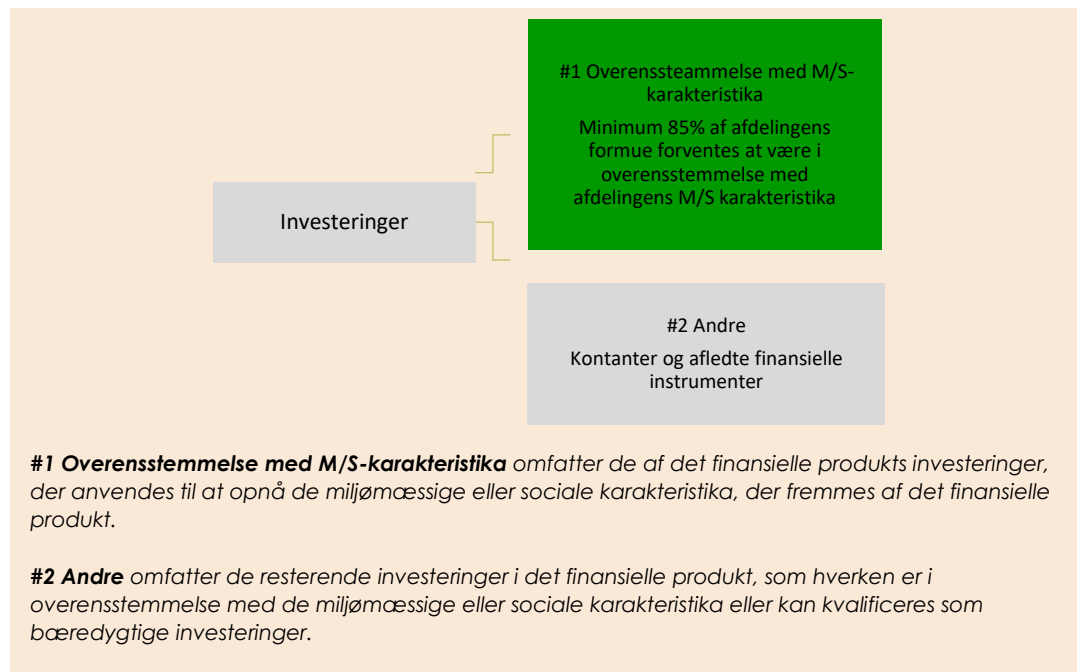 #1 Overenssteammelse med M/S-
karakteristika
Minimum 85% af afdelingens
formue forventes at være i
overensstemmelse med
afdelingens M/S karakteristika
Investeringer
#2 Andre
Kontanter og afledte finansielle
instrumenter
#1 Overensstemmelse med M/S-karakteristika omfatter de af det finansielle produkts investeringer,
der anvendes til at opnå de miljømæssige eller sociale karakteristika, der fremmes af det finansielle
produkt.
#2 Andre omfatter de resterende investeringer i det finansielle produkt, som hverken er i
overensstemmelse med de miljømæssige eller sociale karakteristika eller kan kvalificeres som
bæredygtige investeringer.